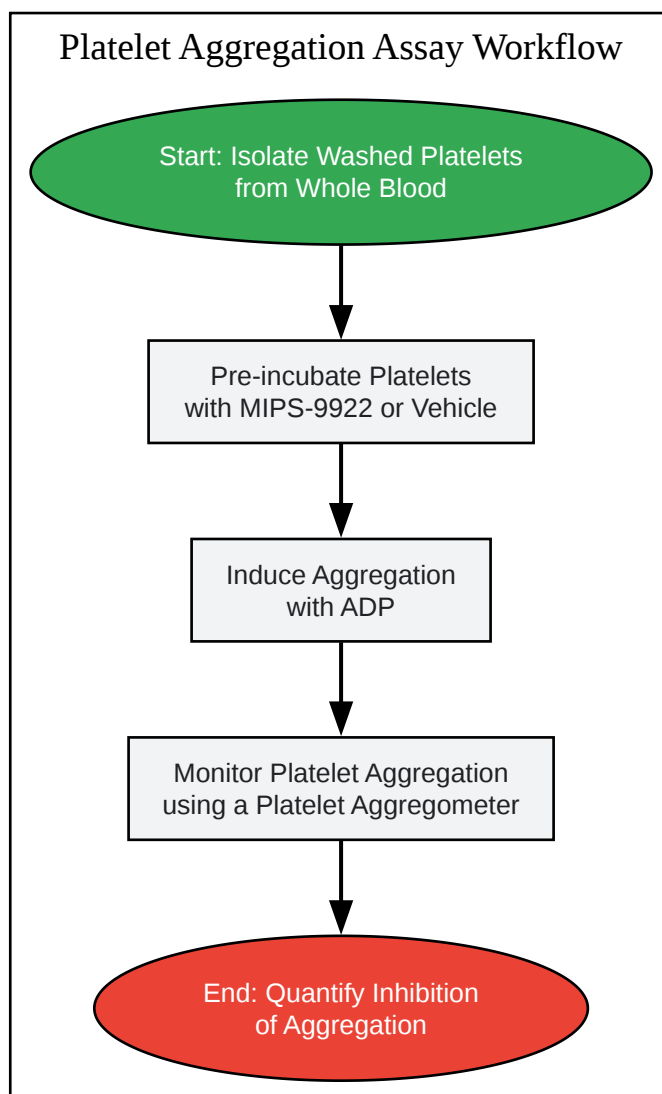 Platelet Aggregation Assay Workflow
Start: Isolate Washed Platelets
from Whole Blood
Pre-incubate Platelets
with MIPS-9922 or Vehicle
Induce Aggregation
with ADP
Monitor Platelet Aggregation
using a Platelet Aggregometer
End: Quantify Inhibition
of Aggregation